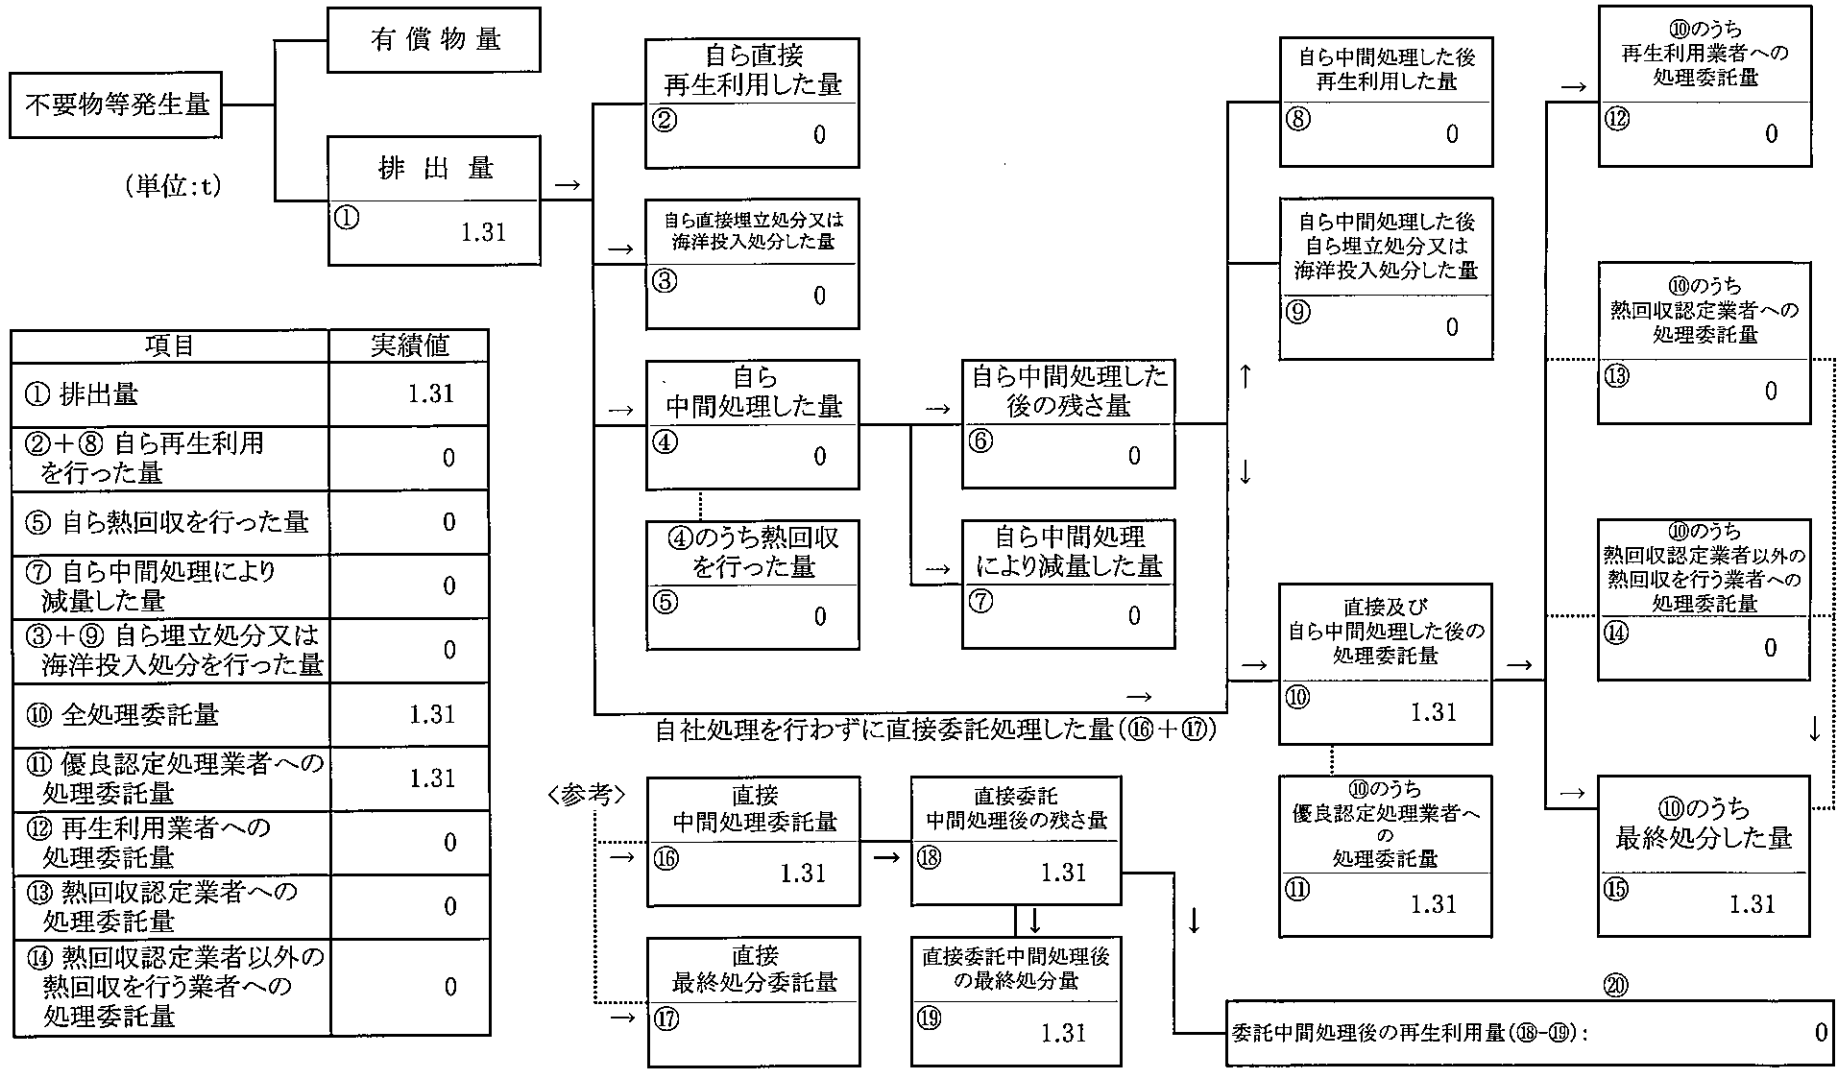 不要物等発生量
(単位:t)
有償物量
排出量
① 1.31
自ら直接
再生利用した量
② 0
自ら直接埋立処分又は
海洋投入処分した量
③ 0
自ら
中間処理した量
④ 0
④のうち熱回収
を行った量
⑤ 0
自ら中間処理した
後の残さ量
⑥ 0
自ら中間処理
により減量した量
⑦ 0
自ら中間処理した後
再生利用した量
⑧ 0
自ら中間処理した後
自ら埋立処分又は
海洋投入処分した量
⑨ 0
直接及び
自ら中間処理した後の
処理委託量
⑩ 1.31
⑩のうち
優良認定処理業者へ
の
処理委託量
⑪ 1.31
⑩のうち
再生利用業者への
処理委託量
⑫ 0
⑩のうち
熱回収認定業者への
処理委託量
⑬ 0
⑩のうち
熱回収認定業者以外の
熱回収を行う業者への
処理委託量
⑭ 0
⑩のうち
最終処分した量
⑮ 1.31
自社処理を行わずに直接委託処理した量(⑯+⑰)
<参考>
直接
中間処理委託量
⑯ 1.31
直接
最終処分委託量
⑰
直接委託
中間処理後の残さ量
⑱ 1.31
直接委託中間処理後
の最終処分量
⑲ 1.31
⑳
委託中間処理後の再生利用量(⑱-⑲): 0
項目 実績値
① 排出量 1.31
②+⑧ 自ら再生利用
を行った量 0
⑤ 自ら熱回収を行った量 0
⑦ 自ら中間処理により
減量した量 0
③+⑨ 自ら埋立処分又は
海洋投入処分を行った量 0
⑩ 全処理委託量 1.31
⑪ 優良認定処理業者への
処理委託量 1.31
⑫ 再生利用業者への
処理委託量 0
⑬ 熱回収認定業者への
処理委託量 0
⑭ 熱回収認定業者以外の
熱回収を行う業者への
処理委託量 0